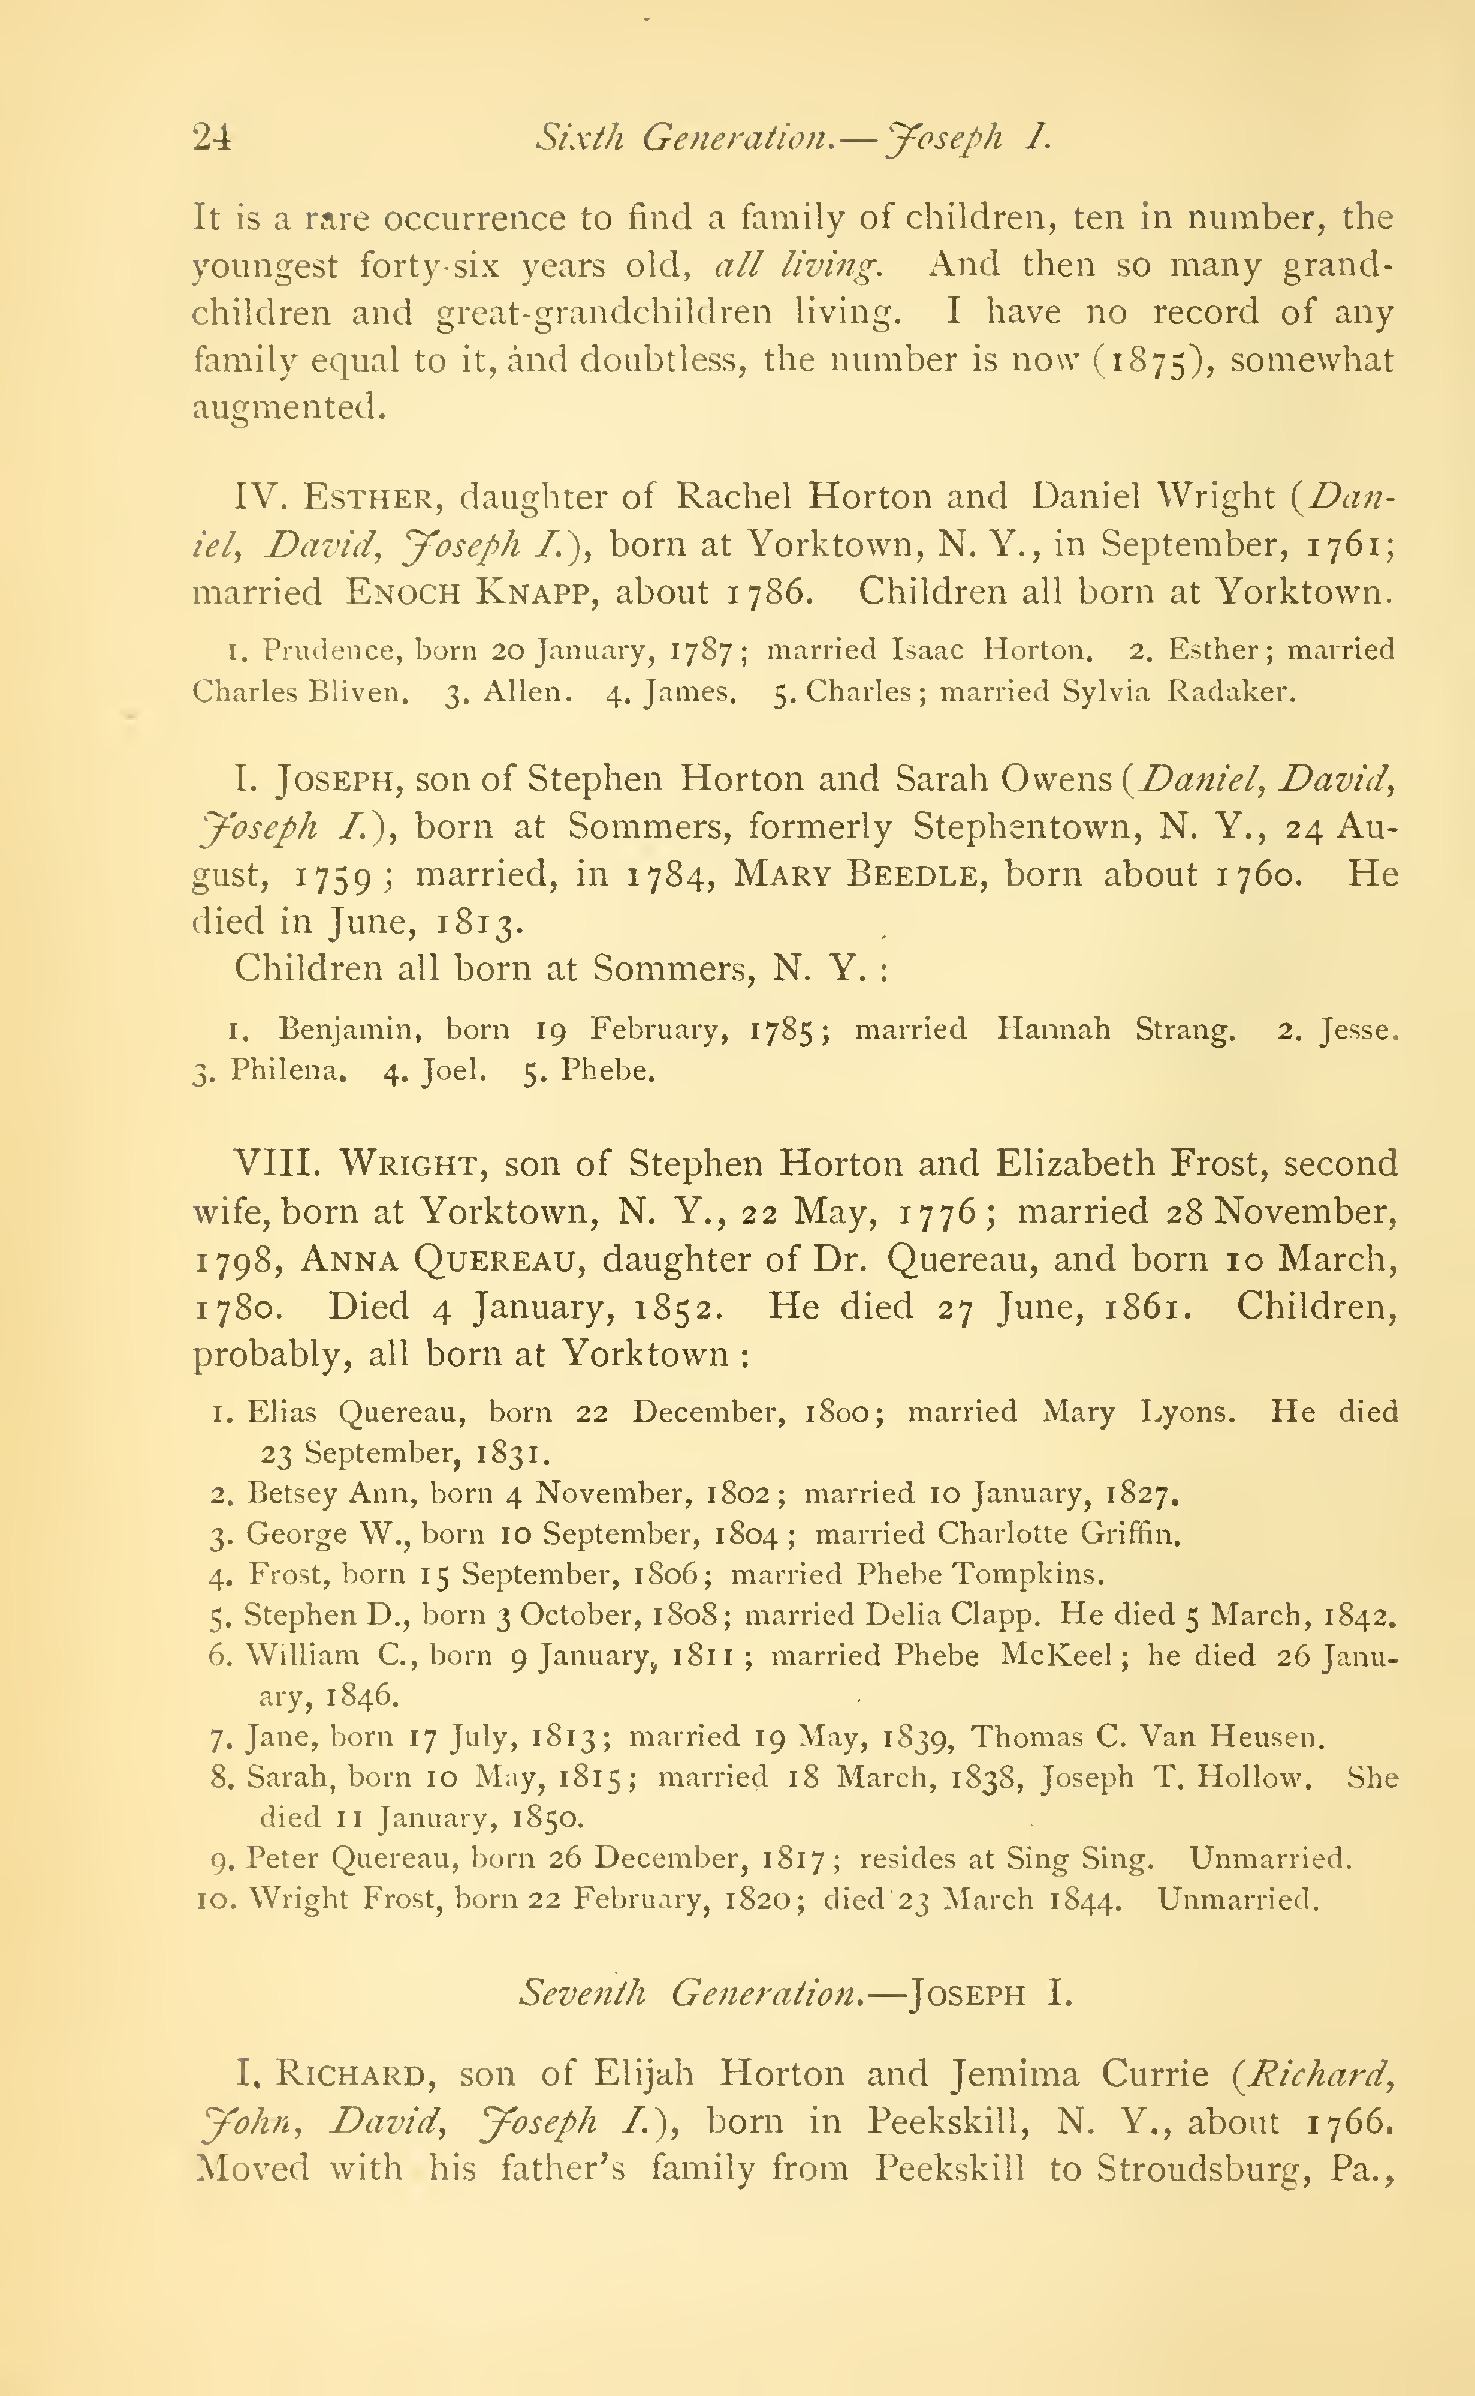 24 Sixth Generation.—Joseph I.
It is a rare occurrence to find a family of children, ten in number, the
youngest forty-six years old, all living. And then so many grand-
children and great-grandchildren living. I have no record of any
family equal to it, and doubtless, the number is now (1875), somewhat
augmented.
IV. ESTHER, daughter of Rachel Horton and Daniel Wright (Dan-
iel, David, Joseph I.), born at Yorktown, N. Y., in September, 1761;
married ENOCH KNAPP, about 1786. Children all born at Yorktown.
1. Prudence, born 20 January, 1787; married Isaac Horton. 2. Esther; married
Charles Bliven. 3. Allen. 4. James. 5. Charles; married Sylvia Radaker.
I. JOSEPH, son of Stephen Horton and Sarah Owens (Daniel, David,
Joseph I.), born at Sommers, formerly Stephentown, N. Y., 24 Au-
gust, 1759; married, in 1784, MARY BEEDLE, born about 1760. He
died in June, 1813.
Children all born at Sommers, N. Y. :
1. Benjamin, born 19 February, 1785; married Hannah Strang. 2. Jesse.
3. Philena. 4. Joel. 5. Phebe.
VIII. WRIGHT, son of Stephen Horton and Elizabeth Frost, second
wife, born at Yorktown, N. Y., 22 May, 1776; married 28 November,
1798, ANNA QUEREAU, daughter of Dr. Quereau, and born 10 March,
1780. Died 4 January, 1852. He died 27 June, 1861. Children,
probably, all born at Yorktown :
1. Elias Quereau, born 22 December, 1800; married Mary Lyons. He died
23 September, 1831.
2. Betsey Ann, born 4 November, 1802; married 10 January, 1827.
3. George W., born 10 September, 1804; married Charlotte Griffin.
4. Frost, born 15 September, 1806; married Phebe Tompkins.
5. Stephen D., born 3 October, 1808; married Delia Clapp. He died 5 March, 1842.
6. William C., born 9 January, 1811; married Phebe McKeel; he died 26 Janu-
ary, 1846.
7. Jane, born 17 July, 1813; married 19 May, 1839, Thomas C. Van Heusen.
8. Sarah, born 10 May, 1815; married 18 March, 1838, Joseph T. Hollow. She
died 11 January, 1850.
9. Peter Quereau, born 26 December, 1817; resides at Sing Sing. Unmarried.
10. Wright Frost, born 22 February, 1820; died 23 March 1844. Unmarried.
Seventh Generation.—JOSEPH I.
I. RICHARD, son of Elijah Horton and Jemima Currie (Richard,
John, David, Joseph I.), born in Peekskill, N. Y., about 1766.
Moved with his father's family from Peekskill to Stroudsburg, Pa.,